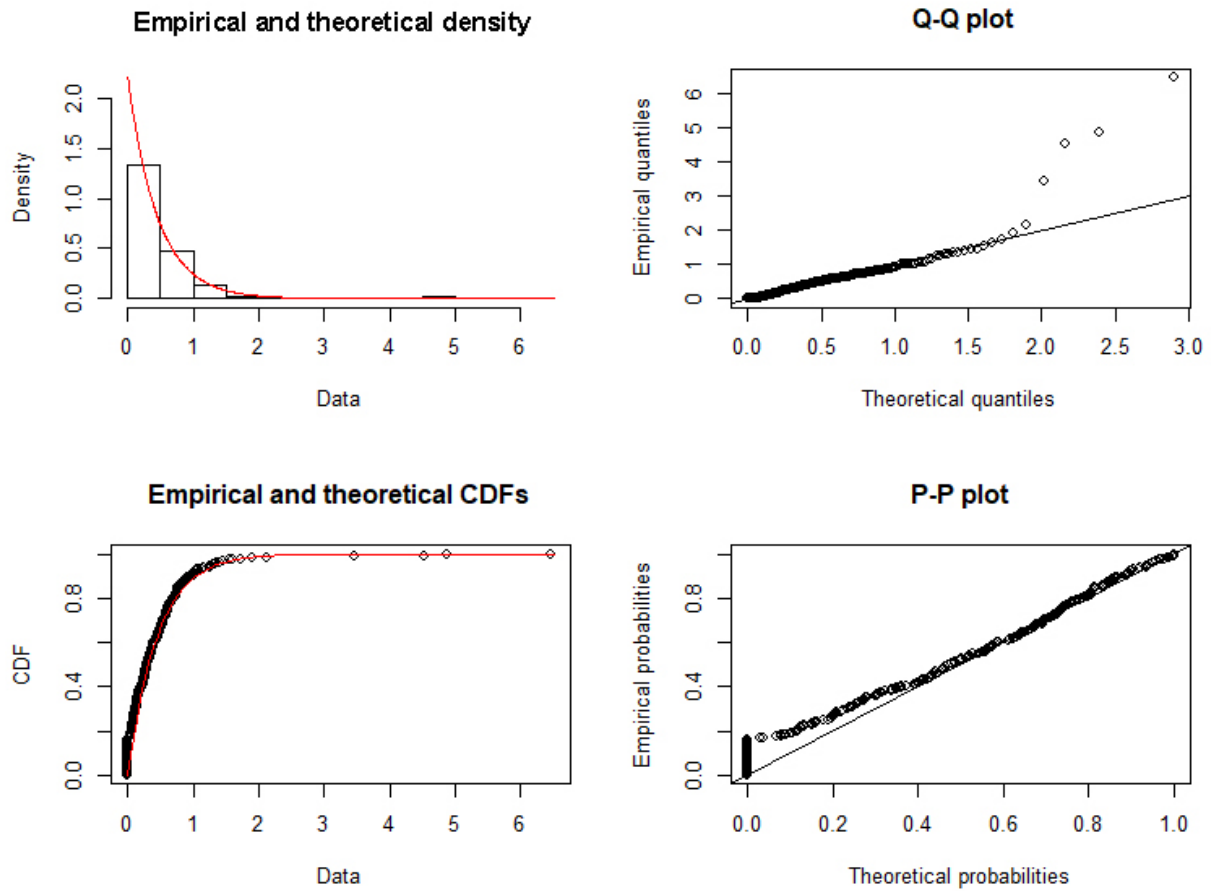 Empirical and theoretical density
Density
0.0 0.5 1.0 1.5 2.0
0 1 2 3 4 5 6
Data
Q-Q plot
Empirical quantiles
0 1 2 3 4 5 6
0.0 0.5 1.0 1.5 2.0 2.5 3.0
Theoretical quantiles
Empirical and theoretical CDFs
CDF
0.0 0.4 0.8
0 1 2 3 4 5 6
Data
P-P plot
Empirical probabilities
0.0 0.4 0.8
0.0 0.2 0.4 0.6 0.8 1.0
Theoretical probabilities